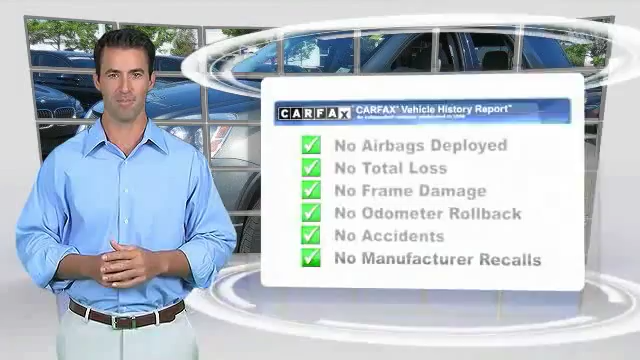 CARFAX CARFAX Vehicle History Report™
No Airbags Deployed
No Total Loss
No Frame Damage
No Odometer Rollback
No Accidents
No Manufacturer Recalls